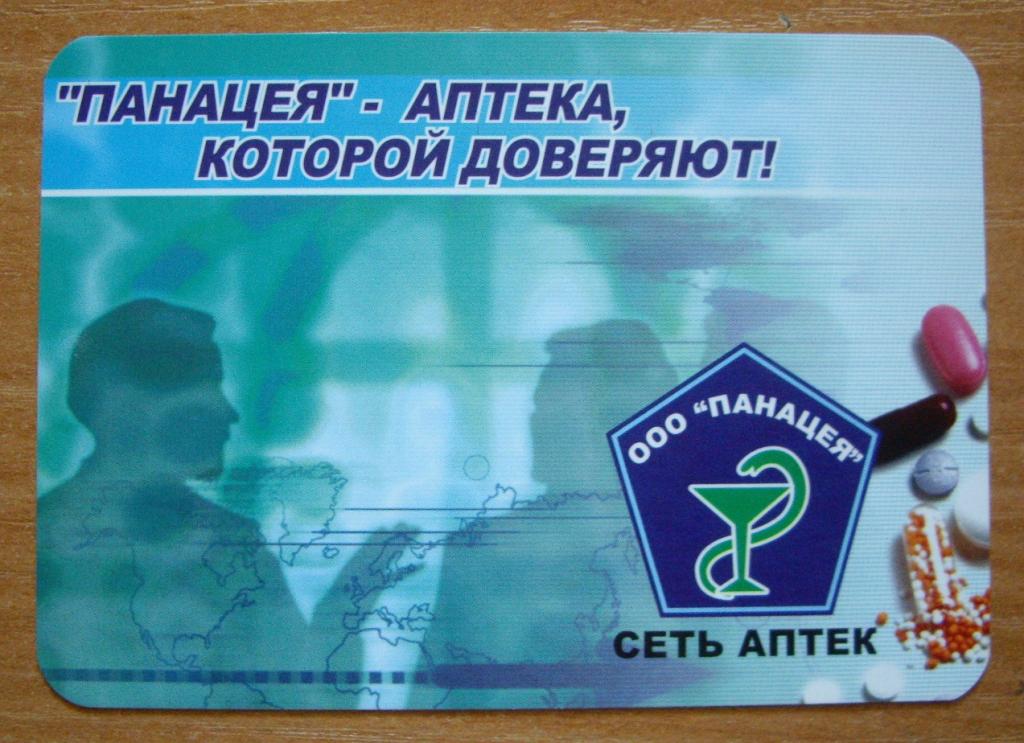 "ПАНАЦЕЯ" - АПТЕКА,
КОТОРОЙ ДОВЕРЯЮТ!
ООО “ПАНАЦЕЯ”
СЕТЬ АПТЕК